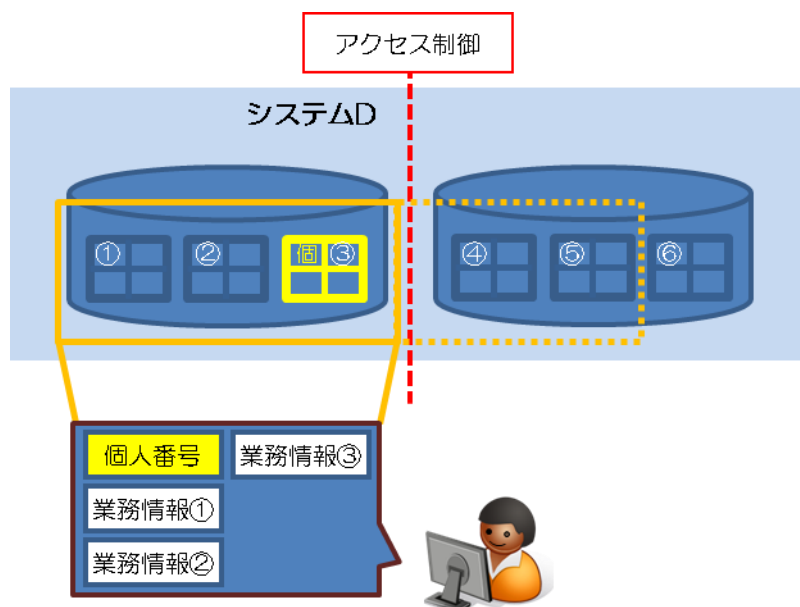 アクセス制御
システムD
① ② 個 ③ ④ ⑤ ⑥
個人番号 業務情報③
業務情報①
業務情報②